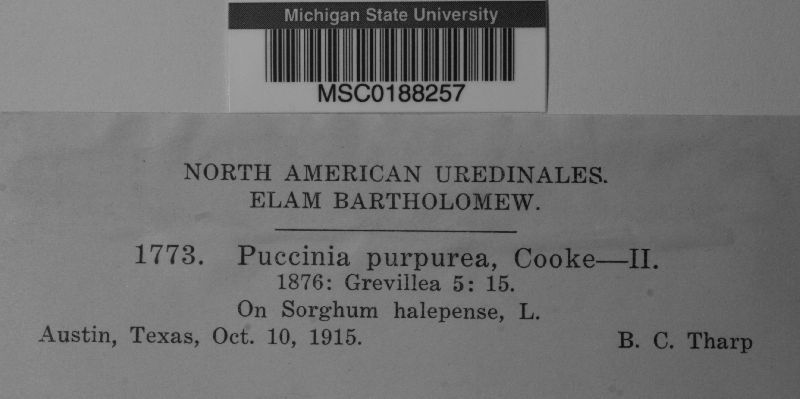 Michigan State University
MSC0188257
NORTH AMERICAN UREDINALES.
ELAM BARTHOLOMEW.
1773. Puccinia purpurea, Cooke—II.
1876: Grevillea 5: 15.
On Sorghum halepense, L.
Austin, Texas, Oct. 10, 1915. B. C. Tharp